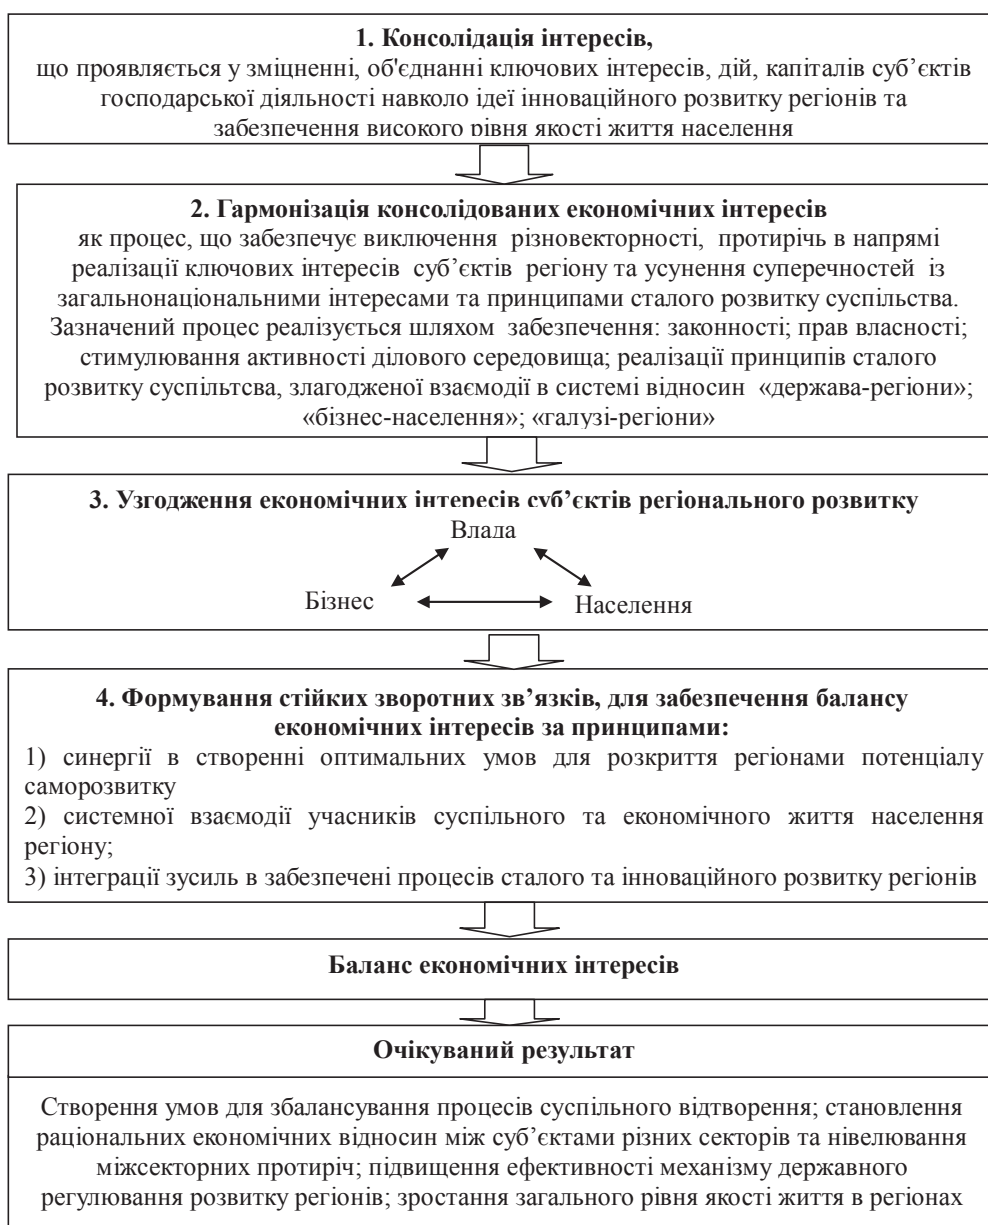 1. Консолідація інтересів,
що проявляється у зміцненні, об'єднанні ключових інтересів, дій, капіталів суб’єктів
господарської діяльності навколо ідеї інноваційного розвитку регіонів та
забезпечення високого рівня якості життя населення
2. Гармонізація консолідованих економічних інтересів
як процес, що забезпечує виключення різновекторності, протирічь в напрямі
реалізації ключових інтересів суб’єктів регіону та усунення суперечностей із
загальнонаціональними інтересами та принципами сталого розвитку суспільства.
Зазначений процес реалізується шляхом забезпечення: законності; прав власності;
стимулювання активності ділового середовища; реалізації принципів сталого
розвитку суспільтсва, злагодженої взаємодії в системі відносин «держава-регіони»;
«бізнес-населення»; «галузі-регіони»
3. Узгодження економічних інтересів суб’єктів регіонального розвитку
Влада
Бізнес Населення
4. Формування стійких зворотних зв’язків, для забезпечення балансу
економічних інтересів за принципами:
1) синергії в створенні оптимальних умов для розкриття регіонами потенціалу
саморозвитку
2) системної взаємодії учасників суспільного та економічного життя населення
регіону;
3) інтеграції зусиль в забезпечені процесів сталого та інноваційного розвитку регіонів
Баланс економічних інтересів
Очікуваний результат
Створення умов для збалансування процесів суспільного відтворення; становлення
раціональних економічних відносин між суб’єктами різних секторів та нівелювання
міжсекторних протиріч; підвищення ефективності механізму державного
регулювання розвитку регіонів; зростання загального рівня якості життя в регіонах